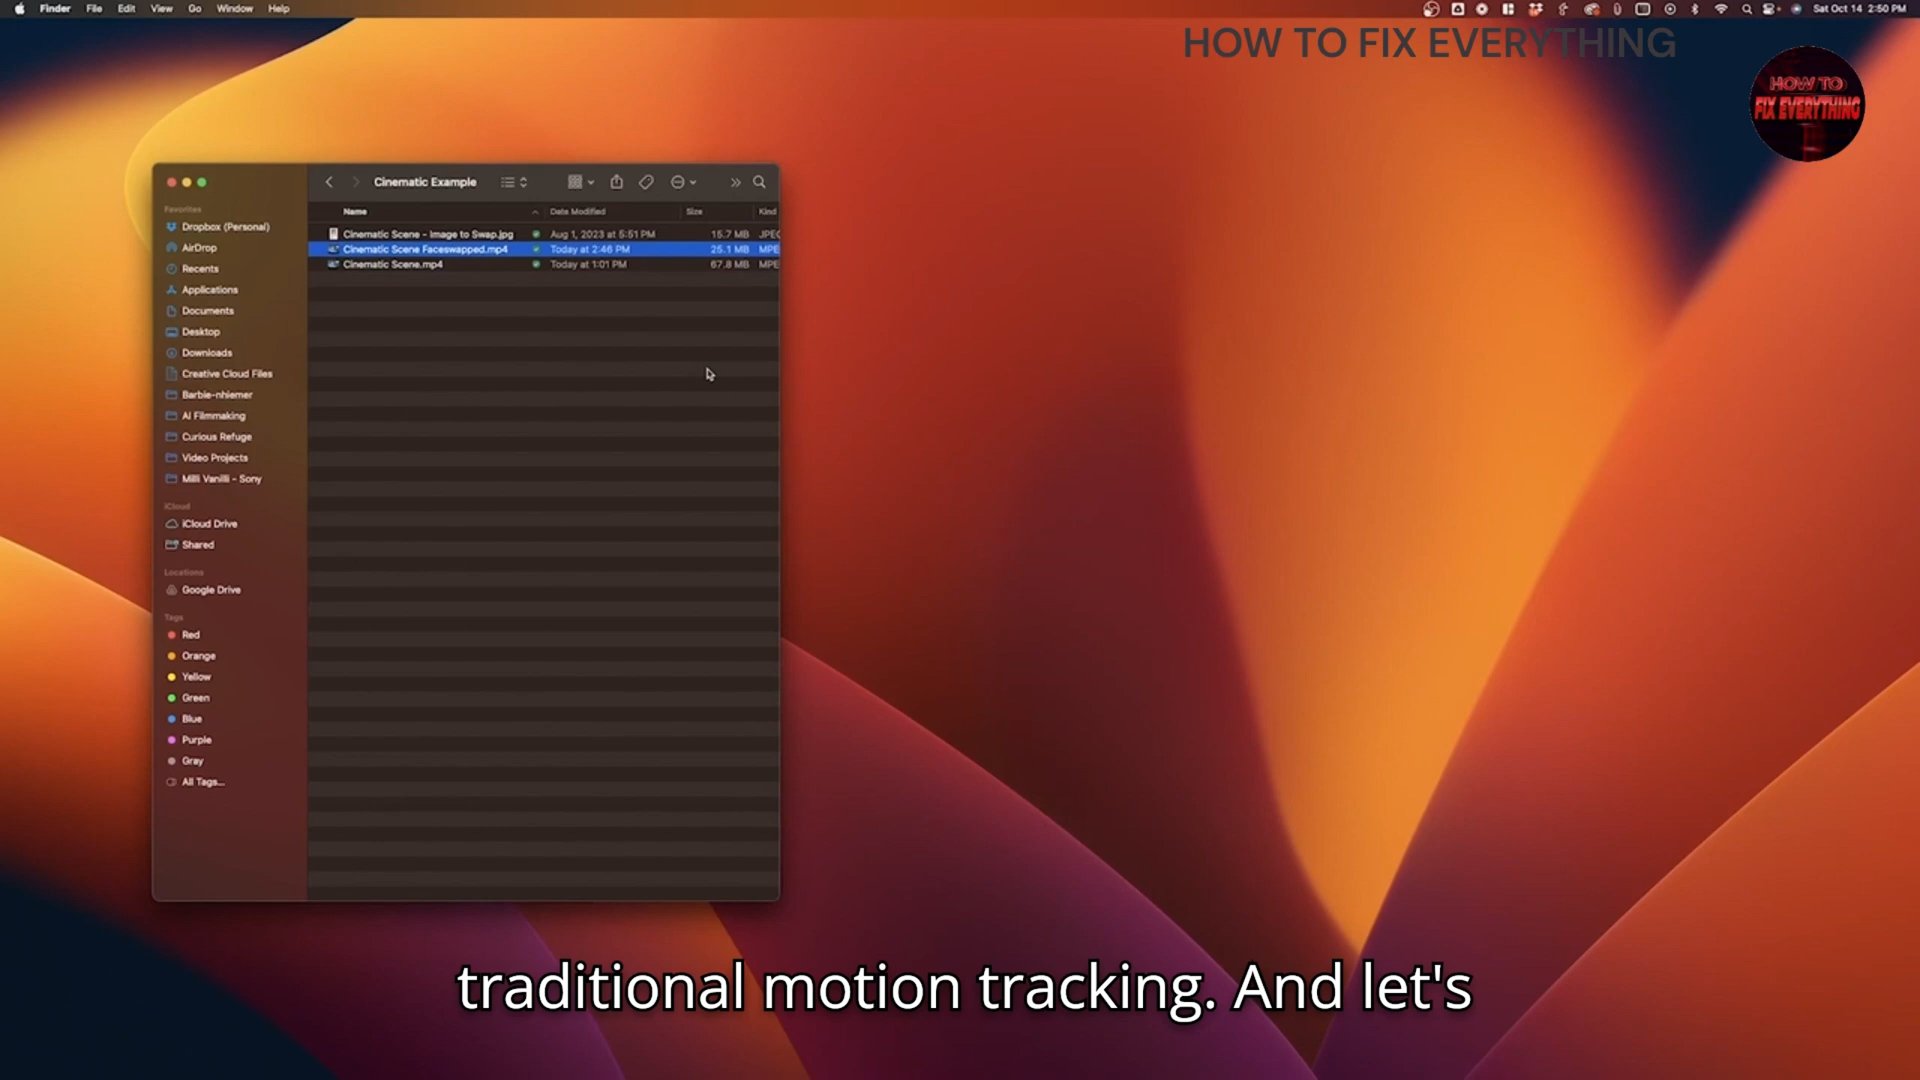 Finder File Edit View Go Window Help
Sat Oct 14 2:50 PM
HOW TO FIX EVERYTHING
HOW TO
FIX EVERYTHING
Cinematic Example
Favorites
Dropbox (Personal)
AirDrop
Recents
Applications
Documents
Desktop
Downloads
Creative Cloud Files
Barbie-nhiemer
AI Filmmaking
Curious Refuge
Video Projects
Milli Vanilli - Sony
iCloud
iCloud Drive
Shared
Locations
Google Drive
Tags
Red
Orange
Yellow
Green
Blue
Purple
Gray
All Tags...
Name Date Modified Size Kind
Cinematic Scene - Image to Swap.jpg Aug 1, 2023 at 5:51 PM 15.7 MB JPEG
Cinematic Scene Faceswapped.mp4 Today at 2:46 PM 25.1 MB MPE
Cinematic Scene.mp4 Today at 1:01 PM 67.8 MB MPE
traditional motion tracking. And let's